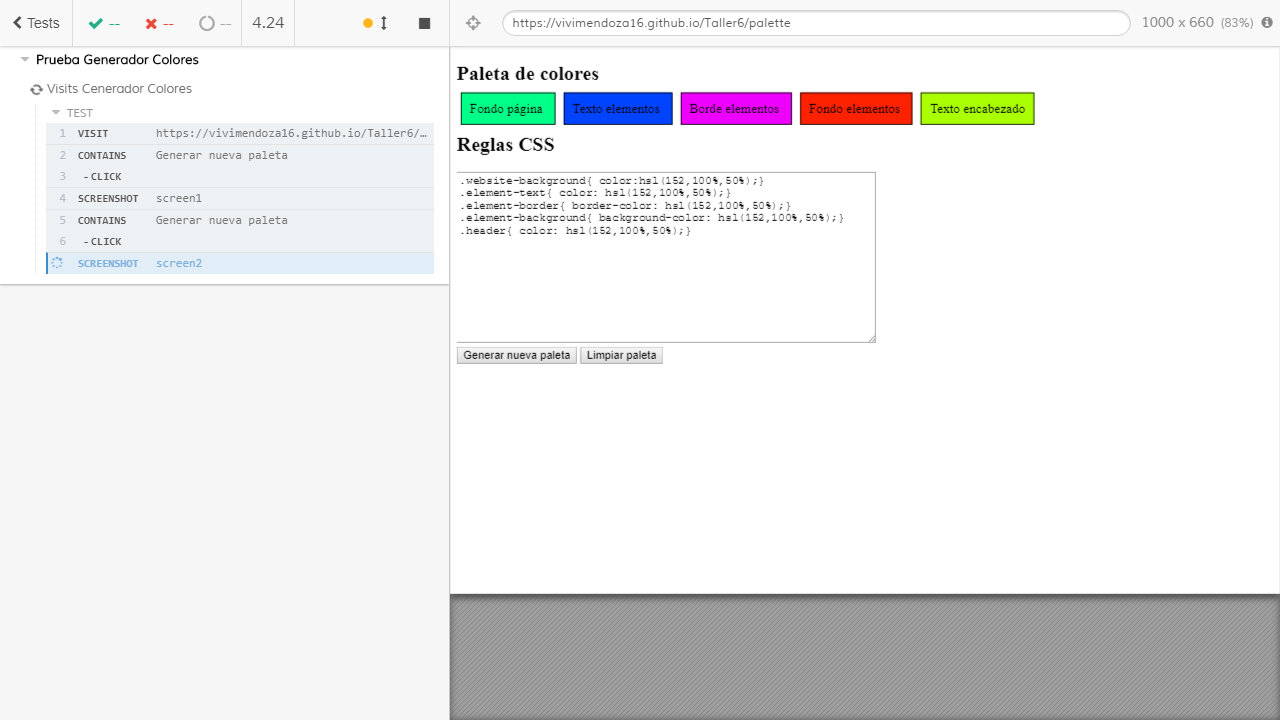 Tests
--
--
--
4.24
https://vivimendoza16.github.io/Taller6/palette
1000 x 660 (83%)
Prueba Generador Colores
Visits Cenerador Colores
TEST
1 VISIT https://vivimendoza16.github.io/Taller6/…
2 CONTAINS Generar nueva paleta
3 - CLICK
4 SCREENSHOT screen1
5 CONTAINS Generar nueva paleta
6 - CLICK
SCREENSHOT screen2
Paleta de colores
Fondo página
Texto elementos
Borde elementos
Fondo elementos
Texto encabezado
Reglas CSS
.website-background{ color:hsl(152,100%,50%);}
.element-text{ color: hsl(152,100%,50%);}
.element-border{ border-color: hsl(152,100%,50%);}
.element-background{ background-color: hsl(152,100%,50%);}
.header{ color: hsl(152,100%,50%);}
Generar nueva paleta
Limpiar paleta